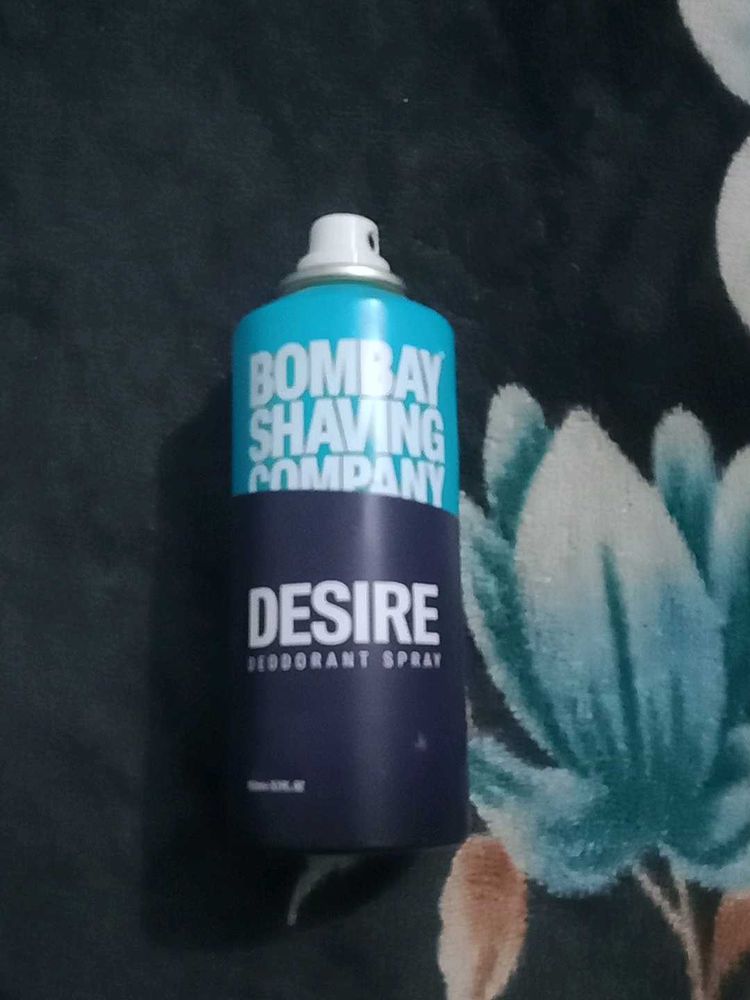 BOMBAY
SHAVING
COMPANY
DESIRE
DEODORANT SPRAY